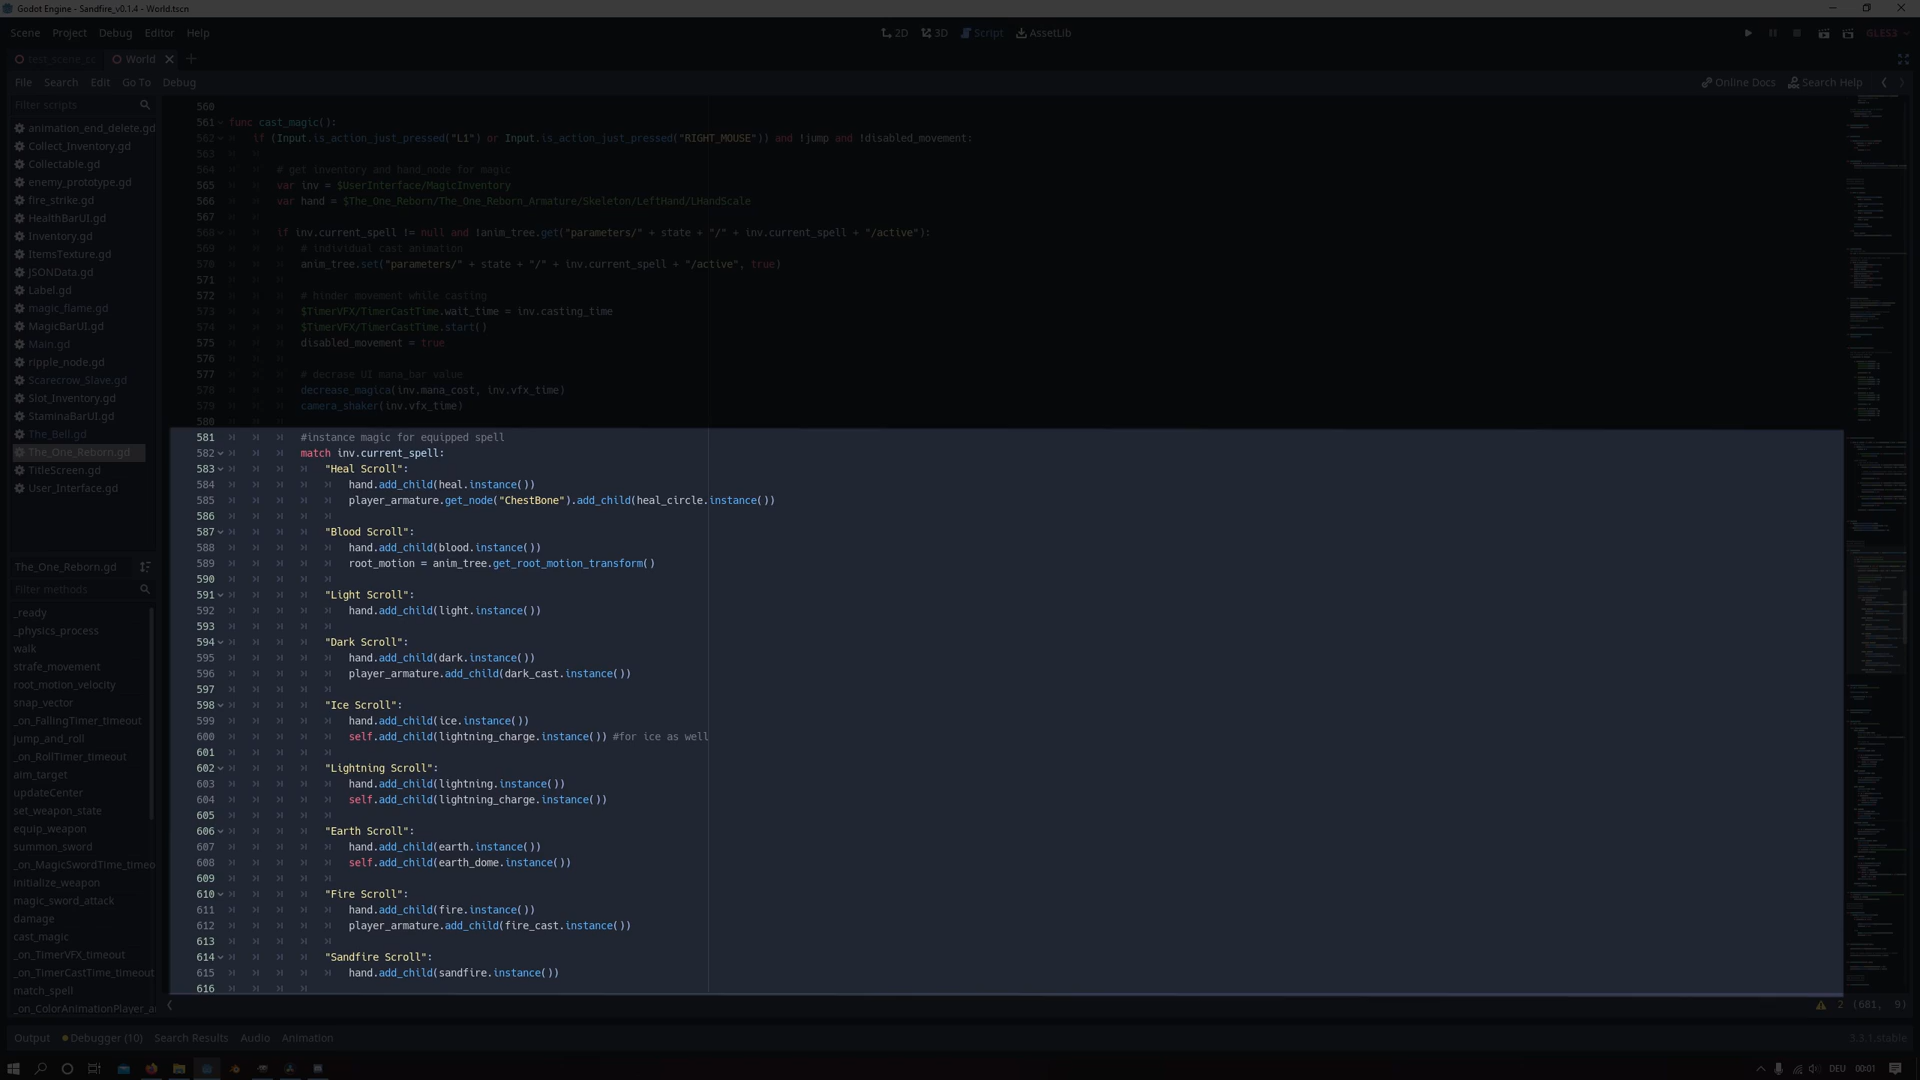 Godot Engine - Sandfire_v0.1.4 - World.tscn
Scene Project Debug Editor Help
2D 3D Script AssetLib
GLES3
test_scene_cc World
File Search Edit Go To Debug
Online Docs Search Help
Filter scripts
animation_end_delete.gd
Collect_Inventory.gd
Collectable.gd
enemy_prototype.gd
fire_strike.gd
HealthBarUI.gd
Inventory.gd
ItemsTexture.gd
JSONData.gd
Label.gd
magic_flame.gd
MagicBarUI.gd
Main.gd
ripple_node.gd
Scarecrow_Slave.gd
Slot_Inventory.gd
StaminaBarUI.gd
The_Bell.gd
The_One_Reborn.gd
TitleScreen.gd
User_Interface.gd
The_One_Reborn.gd
Filter methods
_ready
_physics_process
walk
strafe_movement
root_motion_velocity
snap_vector
_on_FallingTimer_timeout
jump_and_roll
_on_RollTimer_timeout
aim_target
updateCenter
set_weapon_state
equip_weapon
summon_sword
_on_MagicSwordTime_timeo
initialize_weapon
magic_sword_attack
damage
cast_magic
_on_TimerVFX_timeout
_on_TimerCastTime_timeout
match_spell
_on_ColorAnimationPlayer_a
560
561 func cast_magic():
562 if (Input.is_action_just_pressed("L1") or Input.is_action_just_pressed("RIGHT_MOUSE")) and !jump and !disabled_movement:
563
564 # get inventory and hand_node for magic
565 var inv = $UserInterface/MagicInventory
566 var hand = $The_One_Reborn/The_One_Reborn_Armature/Skeleton/LeftHand/LHandScale
567
568 if inv.current_spell != null and !anim_tree.get("parameters/" + state + "/" + inv.current_spell + "/active"):
569 # individual cast animation
570 anim_tree.set("parameters/" + state + "/" + inv.current_spell + "/active", true)
571
572 # hinder movement while casting
573 $TimerVFX/TimerCastTime.wait_time = inv.casting_time
574 $TimerVFX/TimerCastTime.start()
575 disabled_movement = true
576
577 # decrase UI mana_bar value
578 decrease_magica(inv.mana_cost, inv.vfx_time)
579 camera_shaker(inv.vfx_time)
580
581 #instance magic for equipped spell
582 match inv.current_spell:
583 "Heal Scroll":
584 hand.add_child(heal.instance())
585 player_armature.get_node("ChestBone").add_child(heal_circle.instance())
586
587 "Blood Scroll":
588 hand.add_child(blood.instance())
589 root_motion = anim_tree.get_root_motion_transform()
590
591 "Light Scroll":
592 hand.add_child(light.instance())
593
594 "Dark Scroll":
595 hand.add_child(dark.instance())
596 player_armature.add_child(dark_cast.instance())
597
598 "Ice Scroll":
599 hand.add_child(ice.instance())
600 self.add_child(lightning_charge.instance()) #for ice as well
601
602 "Lightning Scroll":
603 hand.add_child(lightning.instance())
604 self.add_child(lightning_charge.instance())
605
606 "Earth Scroll":
607 hand.add_child(earth.instance())
608 self.add_child(earth_dome.instance())
609
610 "Fire Scroll":
611 hand.add_child(fire.instance())
612 player_armature.add_child(fire_cast.instance())
613
614 "Sandfire Scroll":
615 hand.add_child(sandfire.instance())
616
2 (681, 9)
Output Debugger (10) Search Results Audio Animation
3.3.1.stable
DEU 00:01